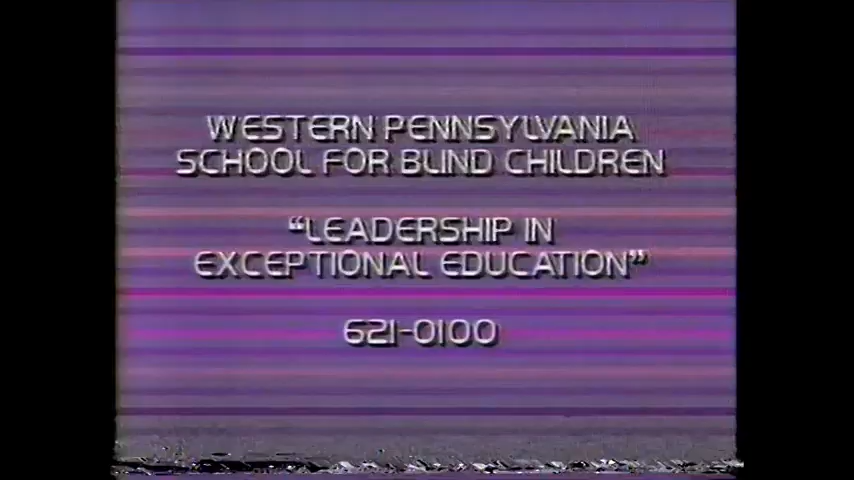 WESTERN PENNSYLVANIA
SCHOOL FOR BLIND CHILDREN
“LEADERSHIP IN
EXCEPTIONAL EDUCATION”
621-0100